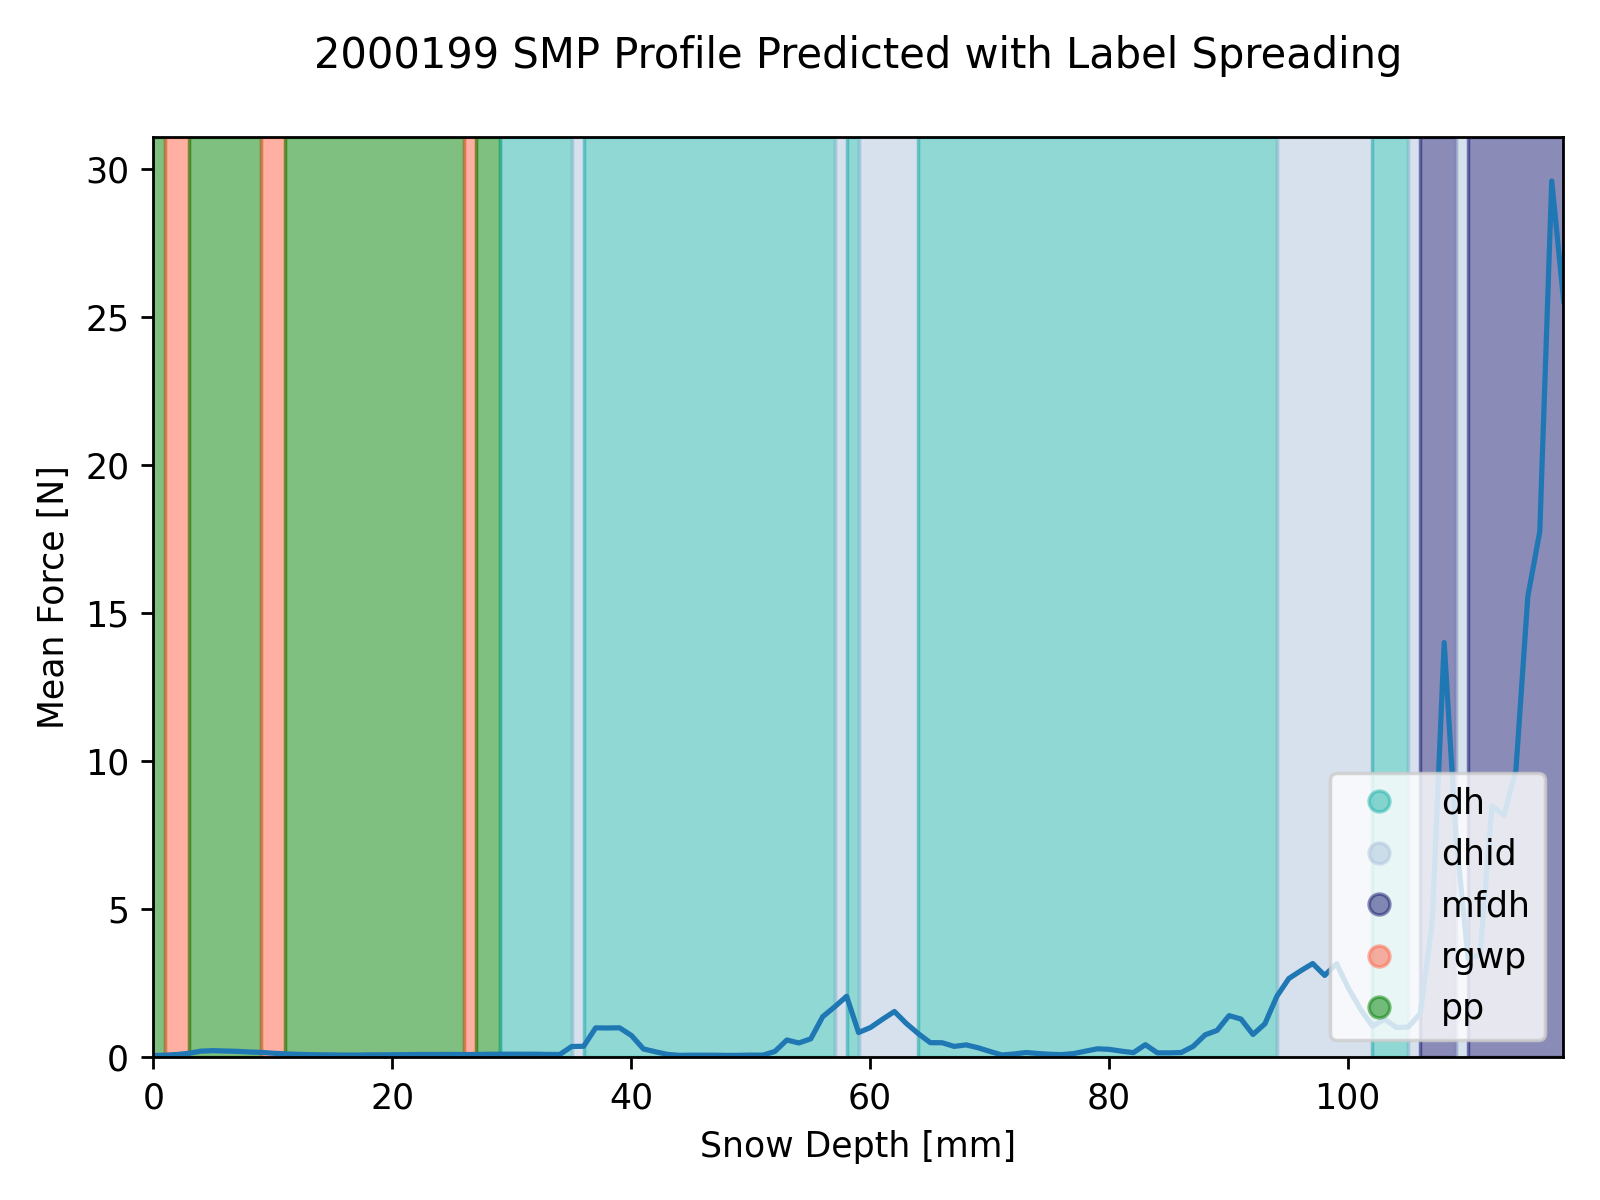 2000199 SMP Profile Predicted with Label Spreading
30
25
20
15
10
5
0
Mean Force [N]
0 20 40 60 80 100
Snow Depth [mm]
dh
dhid
mfdh
rgwp
pp